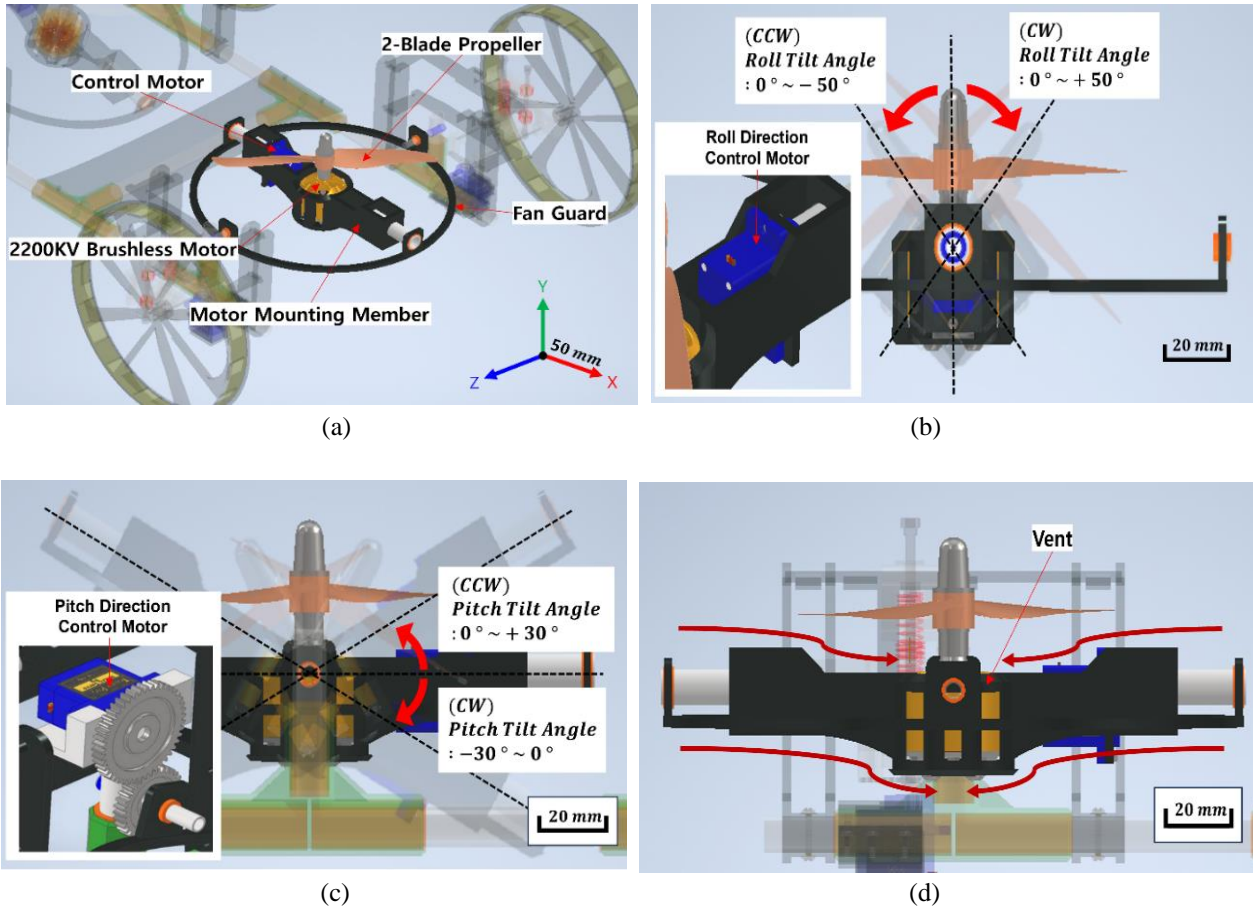 2-Blade Propeller
Control Motor
Fan Guard
2200KV Brushless Motor
Motor Mounting Member
Y
50 mm
Z
X
(a)
(CCW)
Roll Tilt Angle
: 0° ~ − 50°
(CW)
Roll Tilt Angle
: 0° ~ + 50°
Roll Direction
Control Motor
20 mm
(b)
(CCW)
Pitch Tilt Angle
: 0° ~ + 30°
Pitch Direction
Control Motor
(CW)
Pitch Tilt Angle
: −30° ~ 0°
20 mm
(c)
Vent
20 mm
(d)